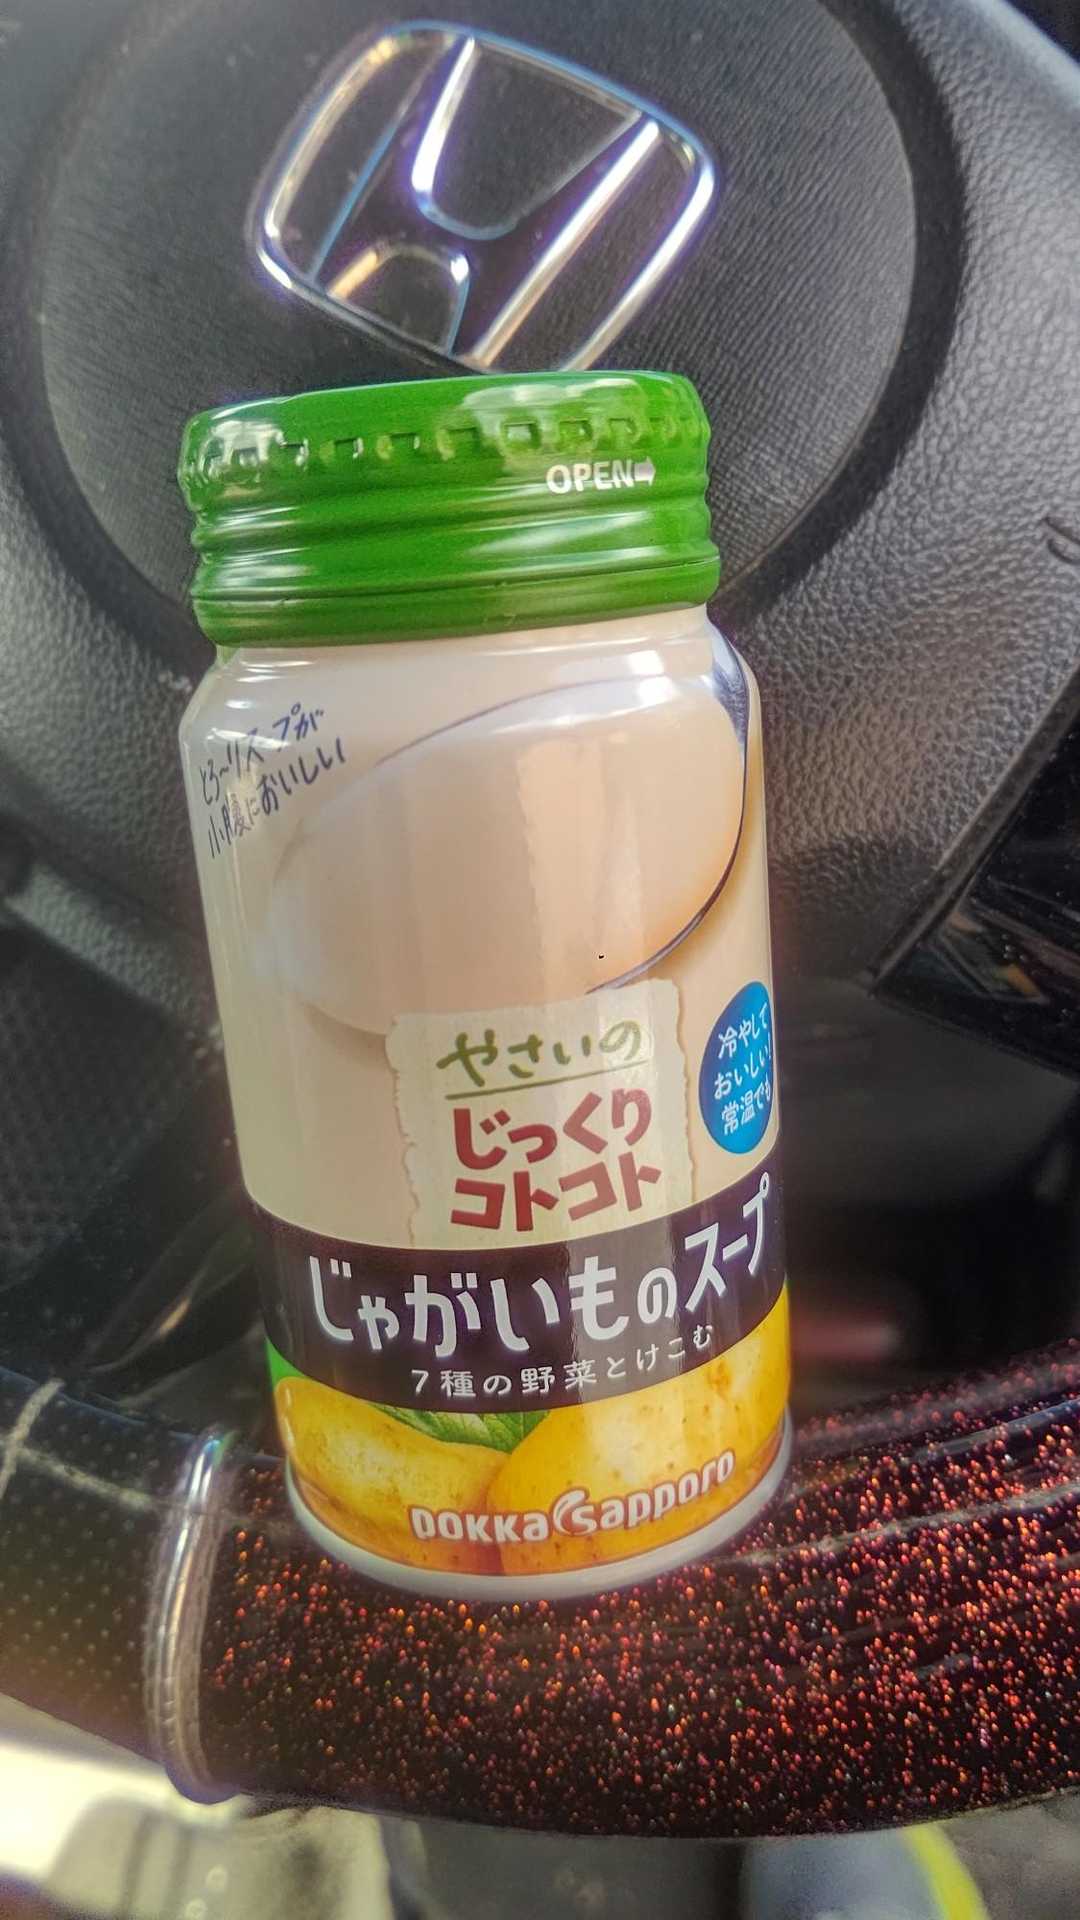 OPEN
とろ〜りスープが
小腹においしい
やさいの
じっくり
コトコト
冷やして
おいしい!
常温でも
じゃがいものスープ
7種の野菜とけこむ
pokka sapporo